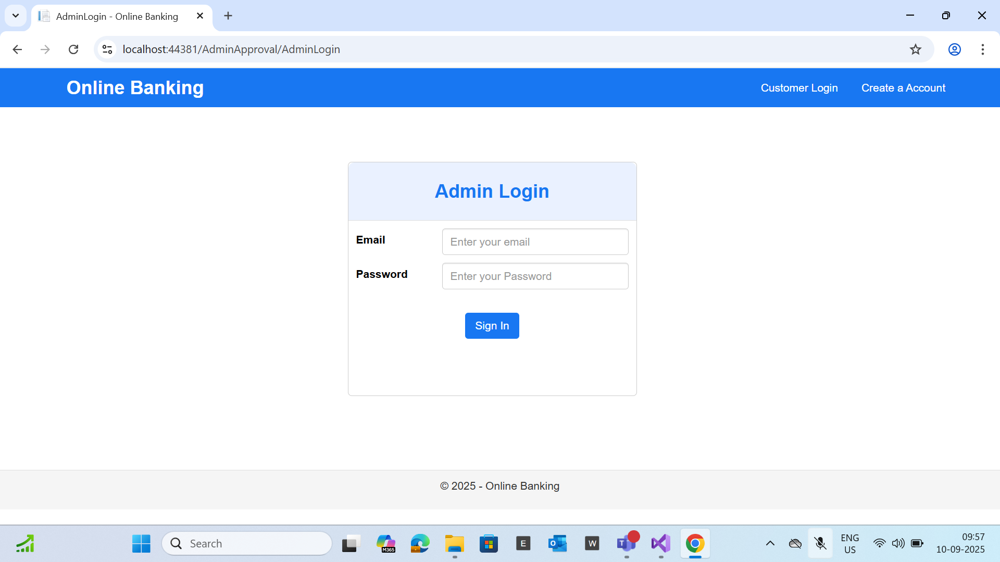 AdminLogin - Online Banking
localhost:44381/AdminApproval/AdminLogin
Online Banking
Customer Login
Create a Account
Admin Login
Email
Enter your email
Password
Enter your Password
Sign In
© 2025 - Online Banking
Search
M365
E
O
W
T
ENG
US
09:57
10-09-2025